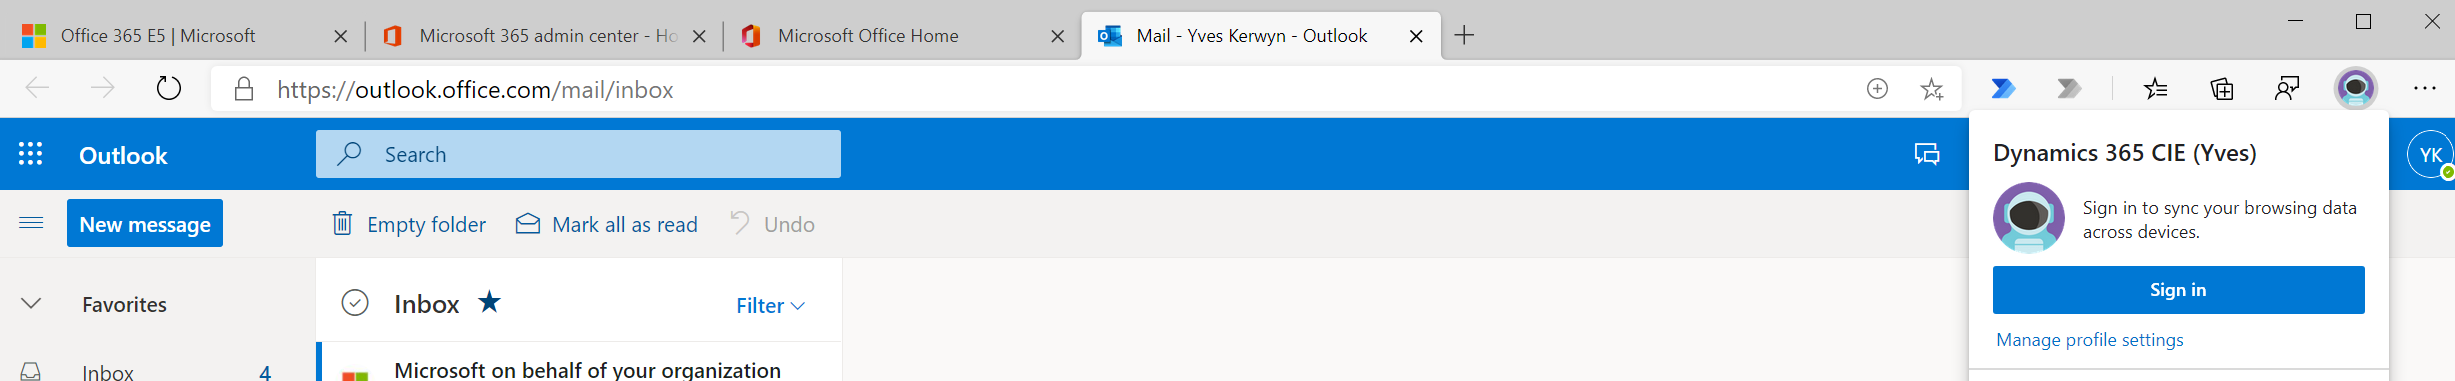 Office 365 E5 | Microsoft
Microsoft 365 admin center - Ho
Microsoft Office Home
Mail - Yves Kerwyn - Outlook
https://outlook.office.com/mail/inbox
Outlook
Search
Dynamics 365 CIE (Yves)
YK
Sign in to sync your browsing data
across devices.
Sign in
Manage profile settings
New message
Empty folder
Mark all as read
Undo
Favorites
Inbox 4
Inbox
Filter
Microsoft on behalf of your organization